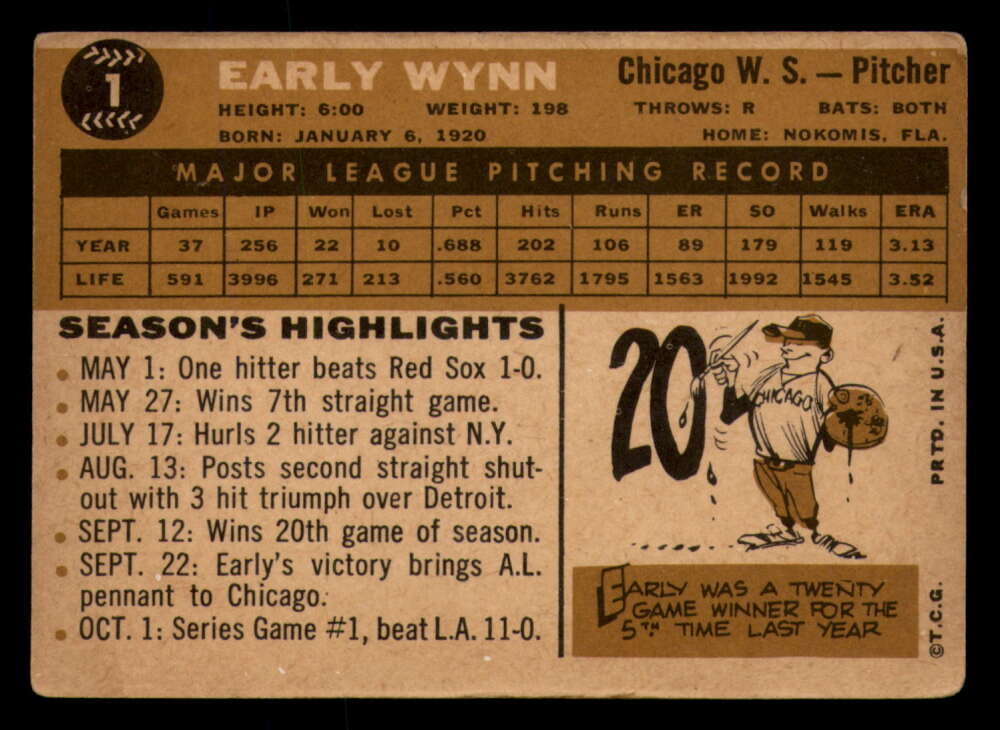 1
EARLY WYNN
Chicago W. S. — Pitcher
HEIGHT: 6:00 WEIGHT: 198 THROWS: R BATS: BOTH
BORN: JANUARY 6, 1920 HOME: NOKOMIS, FLA.
MAJOR LEAGUE PITCHING RECORD
Games IP Won Lost Pct Hits Runs ER SO Walks ERA
YEAR 37 256 22 10 .688 202 106 89 179 119 3.13
LIFE 591 3996 271 213 .560 3762 1795 1563 1992 1545 3.52
SEASON'S HIGHLIGHTS
• MAY 1: One hitter beats Red Sox 1-0.
• MAY 27: Wins 7th straight game.
• JULY 17: Hurls 2 hitter against N.Y.
• AUG. 13: Posts second straight shut-
out with 3 hit triumph over Detroit.
• SEPT. 12: Wins 20th game of season.
• SEPT. 22: Early's victory brings A.L.
pennant to Chicago.
• OCT. 1: Series Game #1, beat L.A. 11-0.
20
CHICAGO
EARLY WAS A TWENTY
GAME WINNER FOR THE
5TH TIME LAST YEAR
PRTD. IN U.S.A.
©T.C.G.